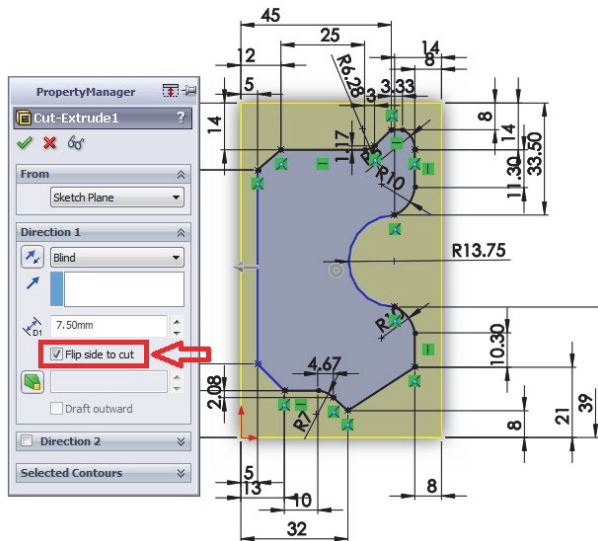 PropertyManager
Cut-Extrude1
?
From
Sketch Plane
Direction 1
Blind
D1
7.50mm
Flip side to cut
Draft outward
Direction 2
Selected Contours
45
25
14
12
8
5
R6.28
3
3.33
14
1.17
R10
8
14
11.30
33.50
R13.75
4.67
2.08
R7
10.30
8
21
39
5
13
10
8
32